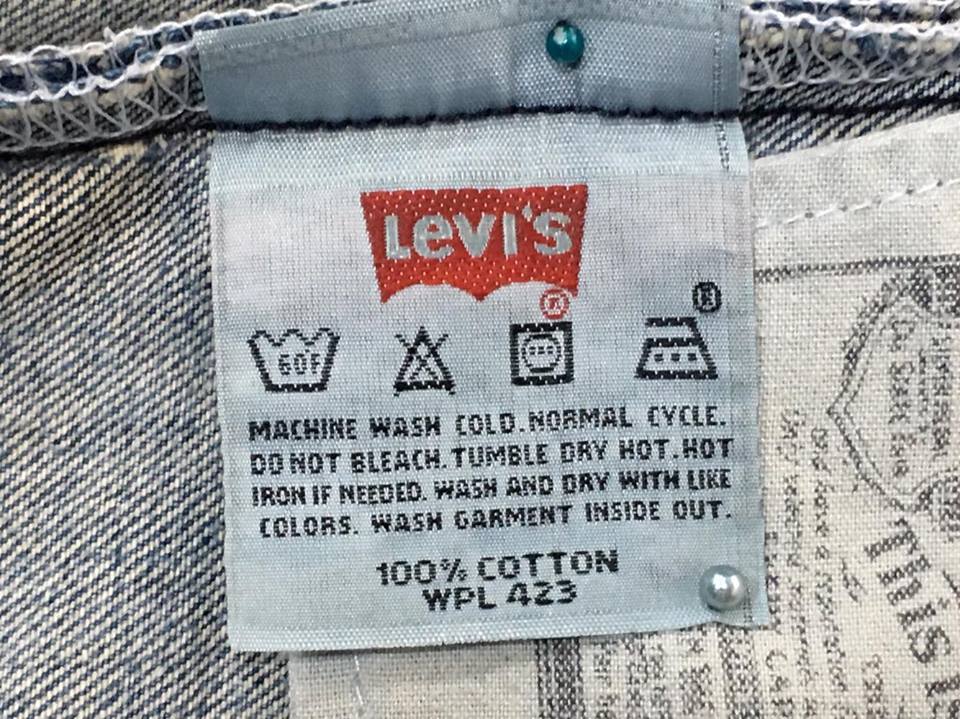 Levi's
®
®
60F
MACHINE WASH COLD. NORMAL CYCLE.
DO NOT BLEACH. TUMBLE DRY HOT. HOT
IRON IF NEEDED. WASH AND DRY WITH LIKE
COLORS. WASH GARMENT INSIDE OUT.
100% COTTON
WPL 423
This